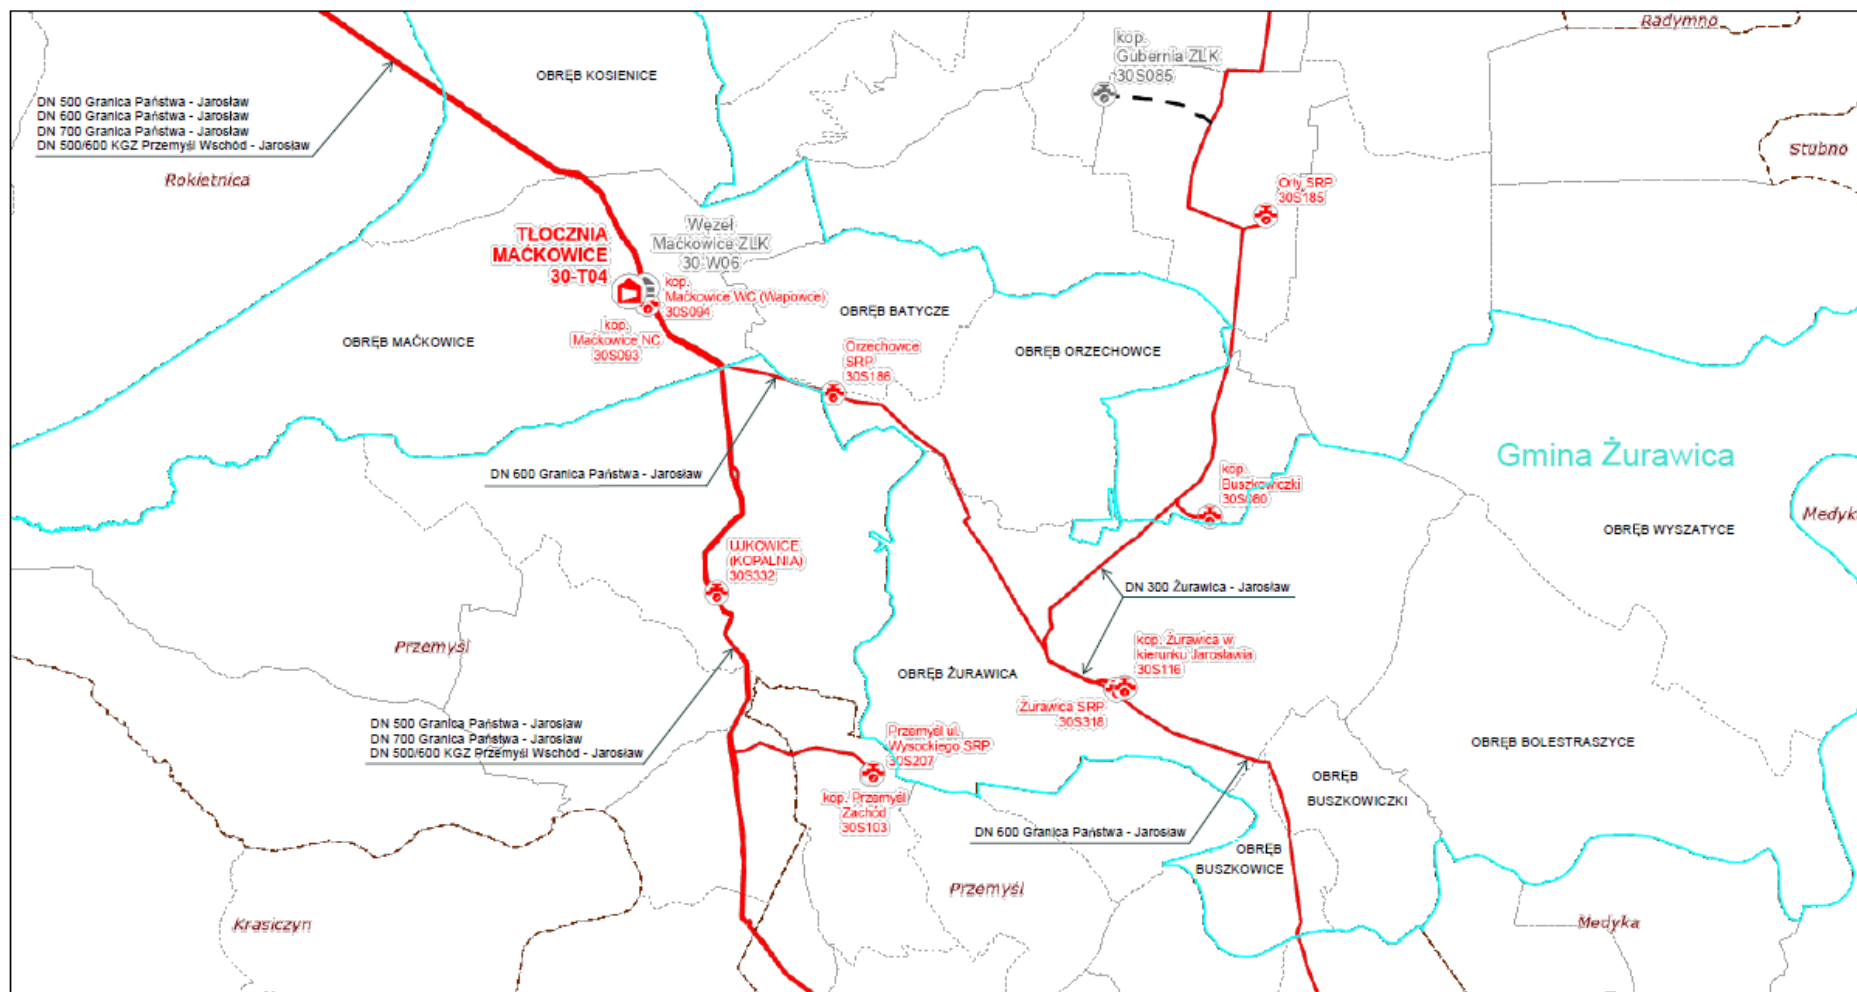 Radymno
kop.
Gubernia ZLK
30S085
OBRĘB KOSIENICE
DN 500 Granica Państwa - Jarosław
DN 600 Granica Państwa - Jarosław
DN 700 Granica Państwa - Jarosław
DN 500/600 KGZ Przemyśl Wschód - Jarosław
Stubno
Rokietnica
Orły SRP
30S185
TŁOCZNIA
MAĆKOWICE
30-T04
Węzeł
Maćkowice ZLK
30-W06
kop.
Maćkowice WC (Wapowce)
30S094
OBRĘB BATYCZE
kop.
Maćkowice NC
30S093
OBRĘB MAĆKOWICE
Orzechowce
SRP
30S186
OBRĘB ORZECHOWCE
Gmina Żurawica
DN 600 Granica Państwa - Jarosław
kop.
Buszkowiczki
30S080
Medyk
OBRĘB WYSZATYCE
UJKOWICE
(KOPALNIA)
30S332
DN 300 Żurawica - Jarosław
Przemyśl
kop. Żurawica w
kierunku Jarosławia
30S116
OBRĘB ŻURAWICA
Żurawica SRP
30S318
DN 500 Granica Państwa - Jarosław
DN 700 Granica Państwa - Jarosław
DN 500/600 KGZ Przemyśl Wschód - Jarosław
Przemyśl ul.
Wysockiego SRP
30S207
OBRĘB BOLESTRASZYCE
OBRĘB
BUSZKOWICZKI
kop. Przemyśl
Zachód
30S103
DN 600 Granica Państwa - Jarosław
OBRĘB
BUSZKOWICE
Przemyśl
Krasiczyn
Medyka